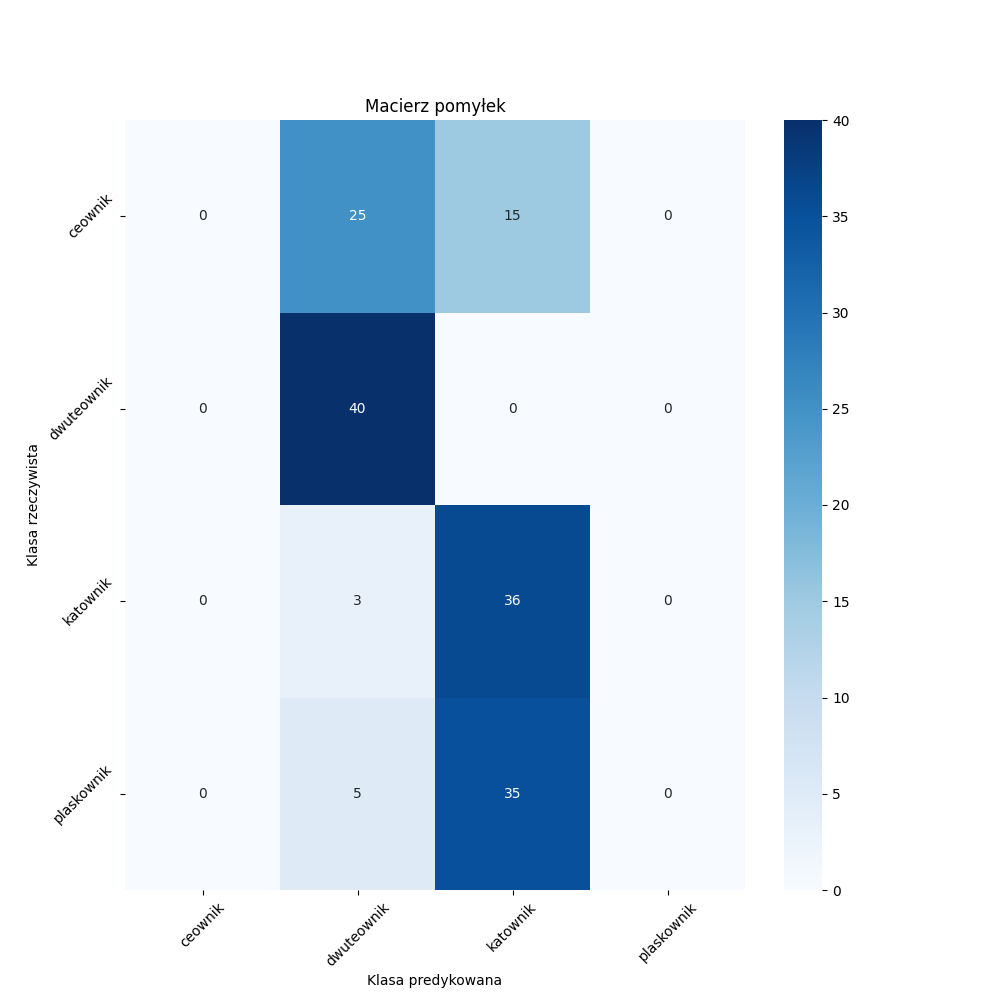 Macierz pomyłek
ceownik 0 25 15 0
dwuteownik 0 40 0 0
katownik 0 3 36 0
plaskownik 0 5 35 0
ceownik dwuteownik katownik plaskownik
Klasa predykowana
Klasa rzeczywista
40
35
30
25
20
15
10
5
0